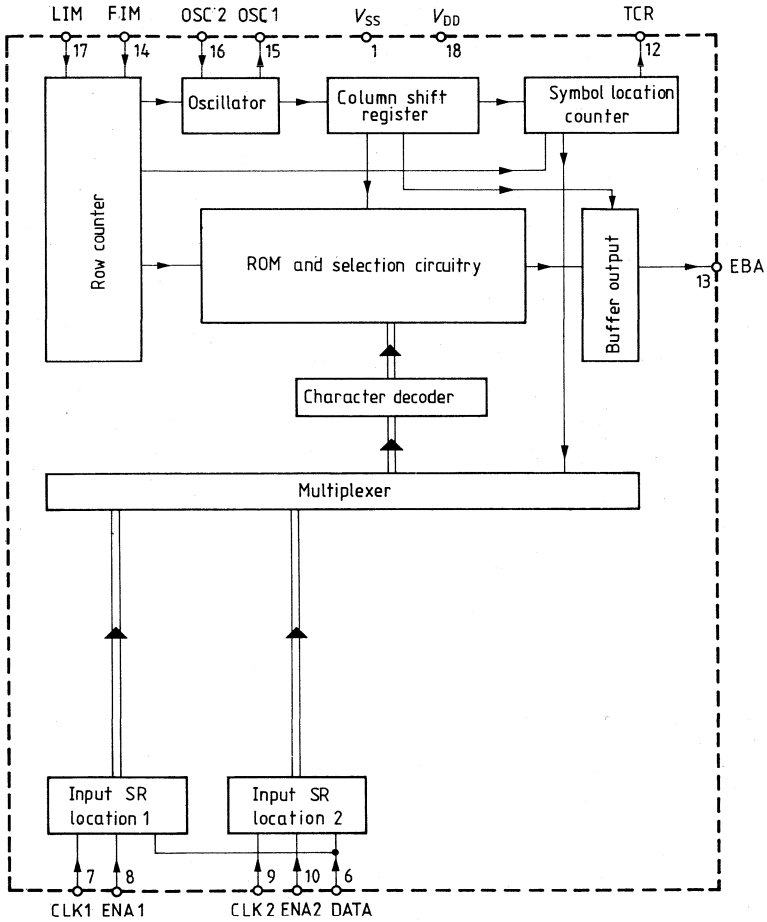 LIM FIM OSC 2 OSC 1 VSS VDD TCR
17 14 16 15 1 18 12
Oscillator
Column shift
register
Symbol location
counter
Row counter
ROM and selection circuitry
Buffer output
EBA
13
Character decoder
Multiplexer
Input SR
location 1
Input SR
location 2
7 8 9 10 6
CLK1 ENA1 CLK2 ENA2 DATA